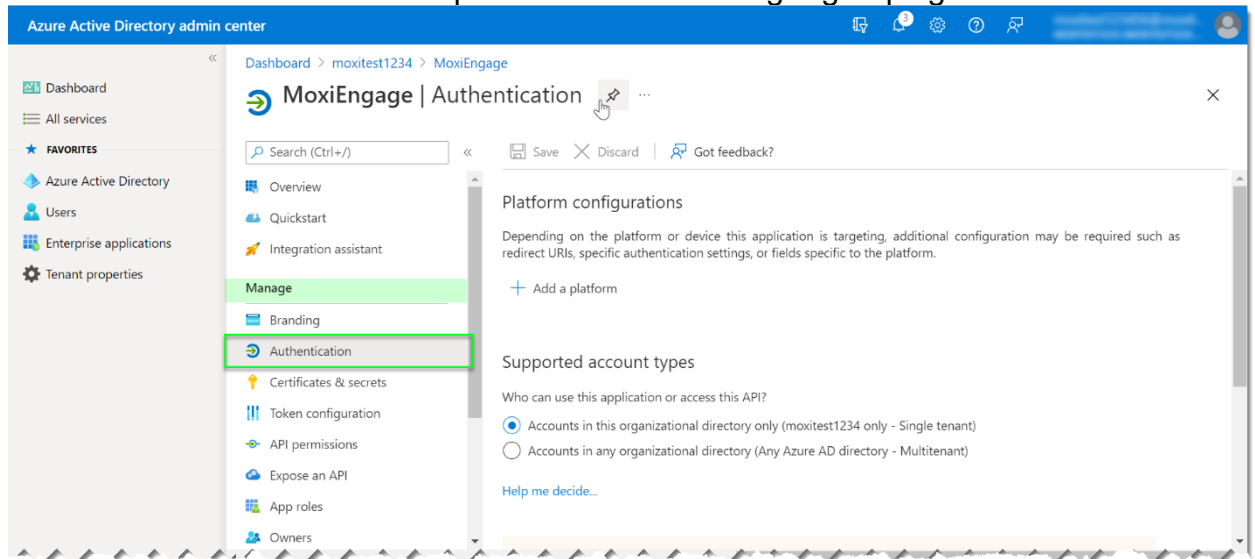 Azure Active Directory admin center
3
«
Dashboard
All services
FAVORITES
Azure Active Directory
Users
Enterprise applications
Tenant properties
Dashboard > moxitest1234 > MoxiEngage
MoxiEngage | Authentication ...
Search (Ctrl+/)
«
Overview
Quickstart
Integration assistant
Manage
Branding
Authentication
Certificates & secrets
Token configuration
API permissions
Expose an API
App roles
Owners
Save Discard | Got feedback?
Platform configurations
Depending on the platform or device this application is targeting, additional configuration may be required such as
redirect URIs, specific authentication settings, or fields specific to the platform.
Add a platform
Supported account types
Who can use this application or access this API?
Accounts in this organizational directory only (moxitest1234 only - Single tenant)
Accounts in any organizational directory (Any Azure AD directory - Multitenant)
Help me decide...